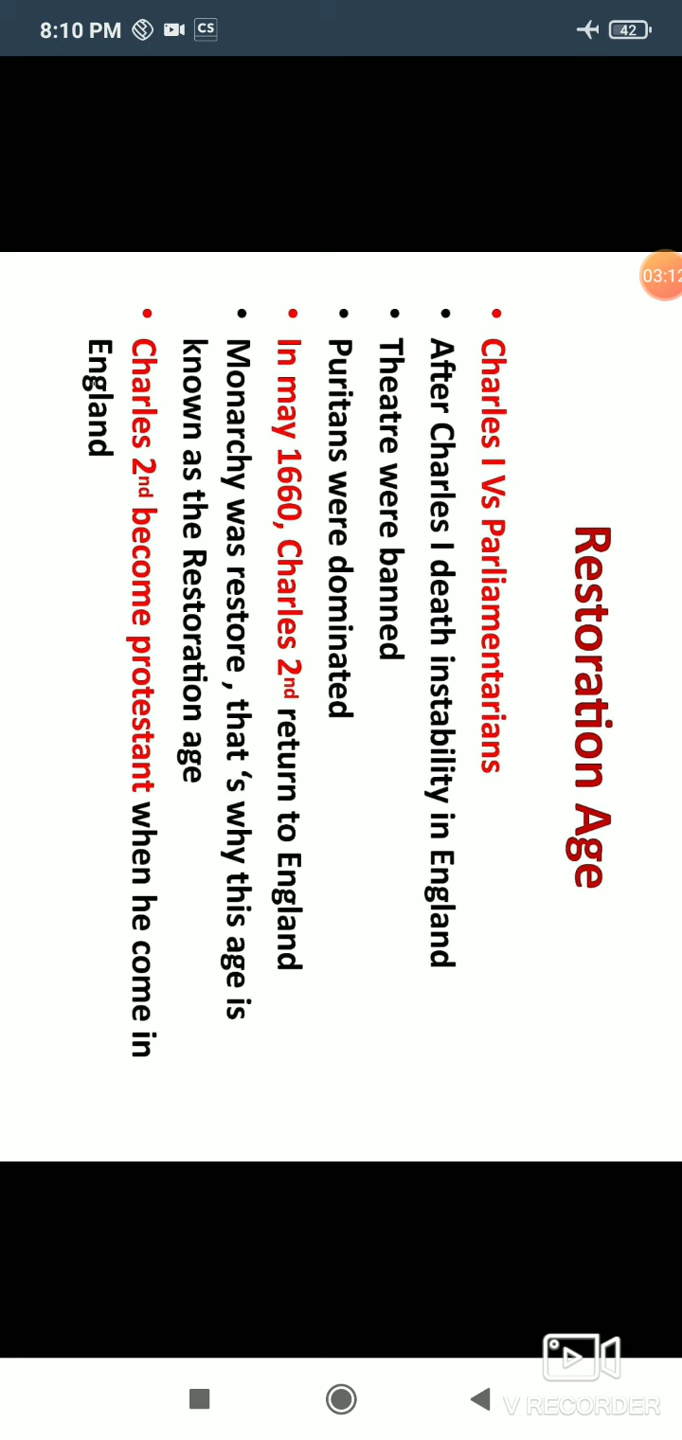 8:10 PM CS 42
03:12
Restoration Age
• Charles I Vs Parliamentarians
• After Charles I death instability in England
• Theatre were banned
• Puritans were dominated
• In may 1660, Charles 2nd return to England
• Monarchy was restore , that ‘s why this age is
known as the Restoration age
• Charles 2nd become protestant when he come in
England
V RECORDER